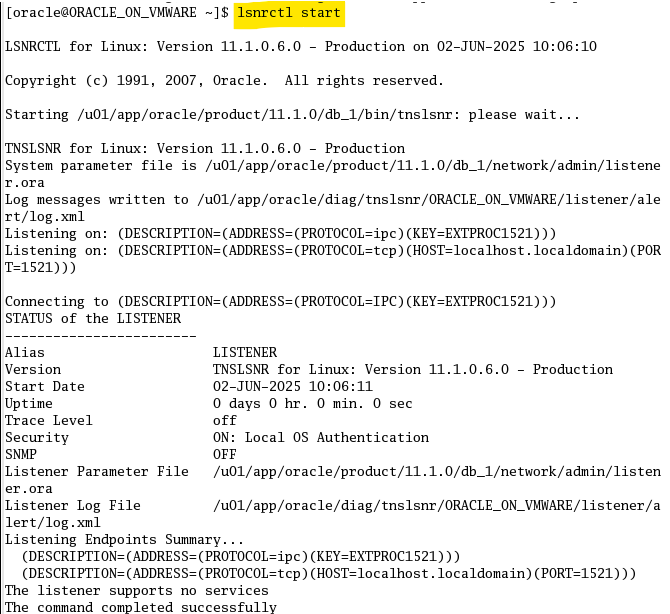 [oracle@ORACLE_ON_VMWARE ~]$ lsnrctl start
LSNRCTL for Linux: Version 11.1.0.6.0 - Production on 02-JUN-2025 10:06:10
Copyright (c) 1991, 2007, Oracle.  All rights reserved.
Starting /u01/app/oracle/product/11.1.0/db_1/bin/tnslsnr: please wait...
TNSLSNR for Linux: Version 11.1.0.6.0 - Production
System parameter file is /u01/app/oracle/product/11.1.0/db_1/network/admin/listene
r.ora
Log messages written to /u01/app/oracle/diag/tnslsnr/ORACLE_ON_VMWARE/listener/ale
rt/log.xml
Listening on: (DESCRIPTION=(ADDRESS=(PROTOCOL=ipc)(KEY=EXTPROC1521)))
Listening on: (DESCRIPTION=(ADDRESS=(PROTOCOL=tcp)(HOST=localhost.localdomain)(POR
T=1521)))
Connecting to (DESCRIPTION=(ADDRESS=(PROTOCOL=IPC)(KEY=EXTPROC1521)))
STATUS of the LISTENER
------------------------
Alias                     LISTENER
Version                   TNSLSNR for Linux: Version 11.1.0.6.0 - Production
Start Date                02-JUN-2025 10:06:11
Uptime                    0 days 0 hr. 0 min. 0 sec
Trace Level               off
Security                  ON: Local OS Authentication
SNMP                      OFF
Listener Parameter File   /u01/app/oracle/product/11.1.0/db_1/network/admin/listen
er.ora
Listener Log File         /u01/app/oracle/diag/tnslsnr/ORACLE_ON_VMWARE/listener/a
lert/log.xml
Listening Endpoints Summary...
  (DESCRIPTION=(ADDRESS=(PROTOCOL=ipc)(KEY=EXTPROC1521)))
  (DESCRIPTION=(ADDRESS=(PROTOCOL=tcp)(HOST=localhost.localdomain)(PORT=1521)))
The listener supports no services
The command completed successfully